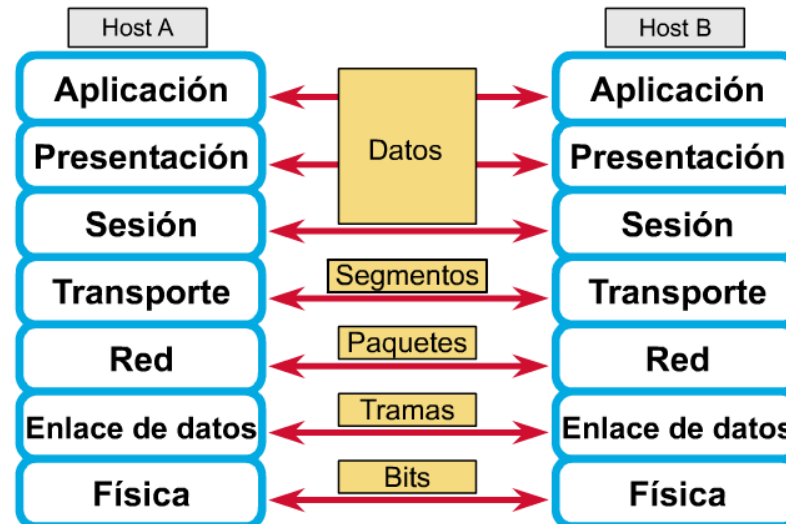 Host A
Host B
Aplicación
Aplicación
Presentación
Datos
Presentación
Sesión
Sesión
Segmentos
Transporte
Transporte
Paquetes
Red
Red
Tramas
Enlace de datos
Enlace de datos
Bits
Física
Física